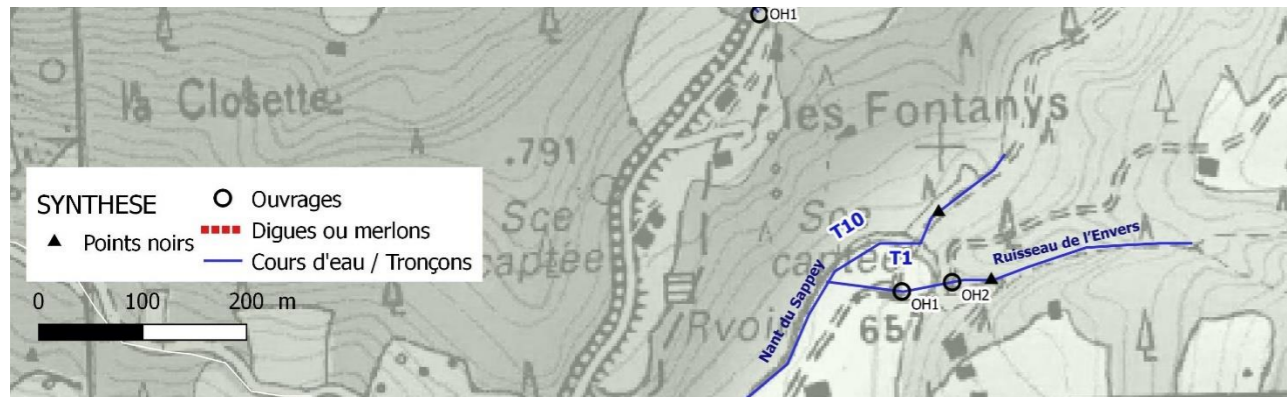 OH1
la Closette
les Fontanys
.791
SYNTHESE
Points noirs
Ouvrages
Digues ou merlons
Cours d'eau / Tronçons
0 100 200 m
Sce
captée
Sce
captée
T10
T1
Nant du Sappey
Ruisseau de l'Envers
OH1
OH2
Rvoir
657